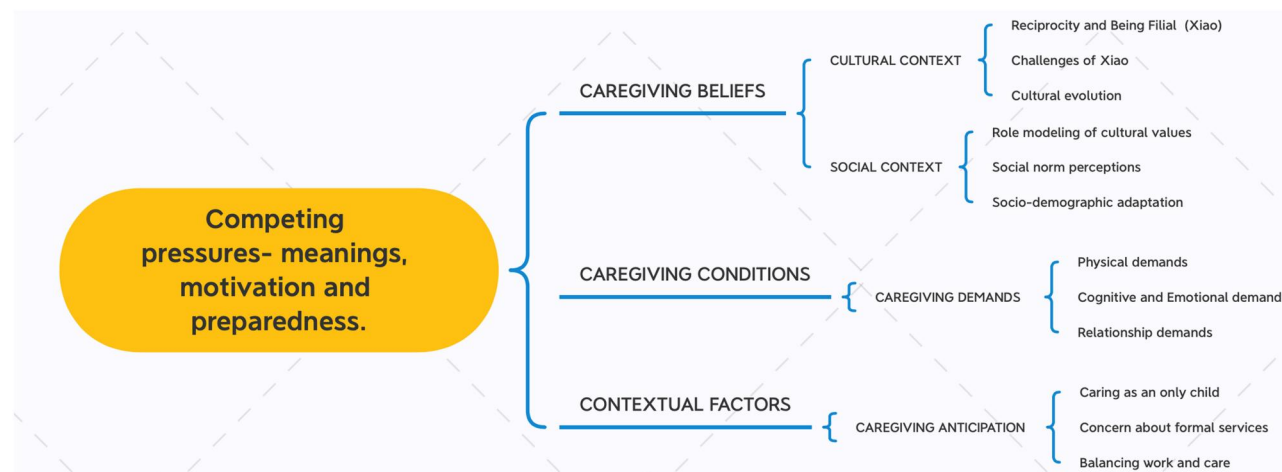 Competing
pressures- meanings,
motivation and
preparedness.
CAREGIVING BELIEFS
CULTURAL CONTEXT
Reciprocity and Being Filial (Xiao)
Challenges of Xiao
Cultural evolution
SOCIAL CONTEXT
Role modeling of cultural values
Social norm perceptions
Socio-demographic adaptation
CAREGIVING CONDITIONS
CAREGIVING DEMANDS
Physical demands
Cognitive and Emotional demand
Relationship demands
CONTEXTUAL FACTORS
CAREGIVING ANTICIPATION
Caring as an only child
Concern about formal services
Balancing work and care